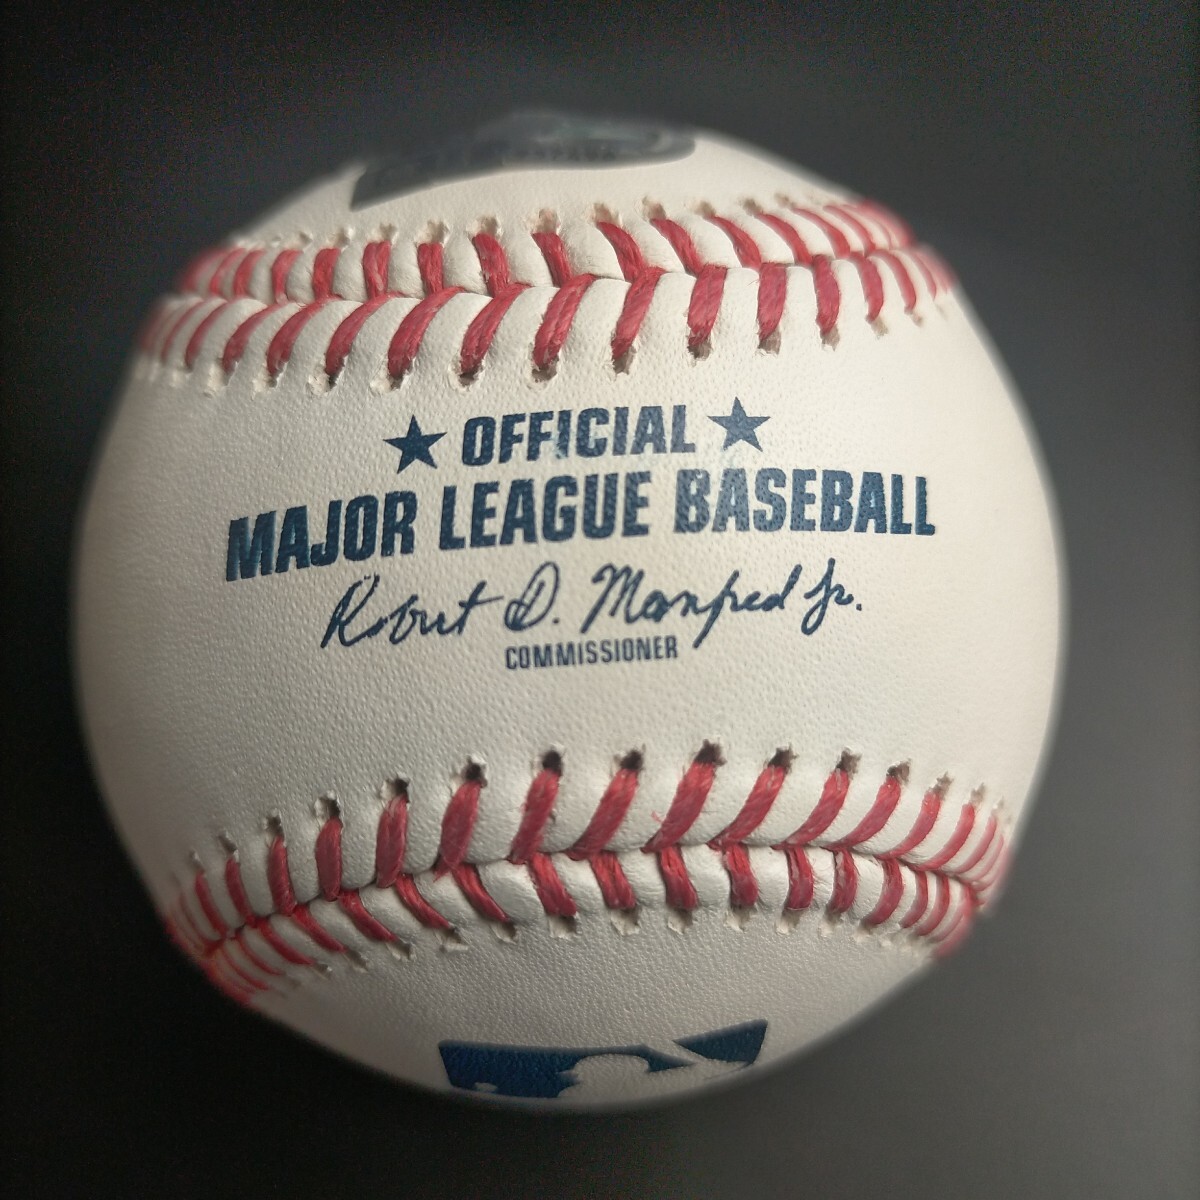 ★ OFFICIAL ★
MAJOR LEAGUE BASEBALL
Robert D. Manfred Jr.
COMMISSIONER